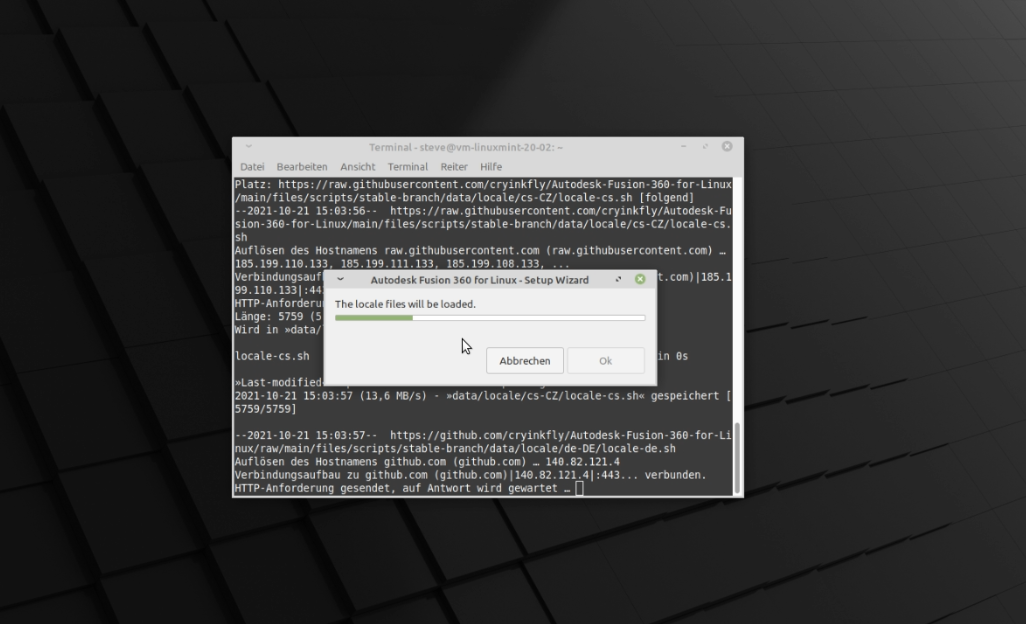 Terminal - steve@vm-linuxmint-20-02: ~
Datei Bearbeiten Ansicht Terminal Reiter Hilfe
Platz: https://raw.githubusercontent.com/cryinkfly/Autodesk-Fusion-360-for-Linux
/main/files/scripts/stable-branch/data/locale/cs-CZ/locale-cs.sh [folgend]
--2021-10-21 15:03:56-- https://raw.githubusercontent.com/cryinkfly/Autodesk-Fu
sion-360-for-Linux/main/files/scripts/stable-branch/data/locale/cs-CZ/locale-cs.
sh
Auflösen des Hostnamens raw.githubusercontent.com (raw.githubusercontent.com) …
185.199.110.133, 185.199.111.133, 185.199.108.133, ...
Verbindungsauf t.com)|185.1
99.110.133|:44
HTTP-Anforderu
Länge: 5759 (5
Wird in »data/
locale-cs.sh in 0s
»Last-modified-
2021-10-21 15:03:57 (13,6 MB/s) - »data/locale/cs-CZ/locale-cs.sh« gespeichert [
5759/5759]
--2021-10-21 15:03:57-- https://github.com/cryinkfly/Autodesk-Fusion-360-for-Li
nux/raw/main/files/scripts/stable-branch/data/locale/de-DE/locale-de.sh
Auflösen des Hostnamens github.com (github.com) … 140.82.121.4
Verbindungsaufbau zu github.com (github.com)|140.82.121.4|:443... verbunden.
HTTP-Anforderung gesendet, auf Antwort wird gewartet …
Autodesk Fusion 360 for Linux - Setup Wizard
The locale files will be loaded.
Abbrechen Ok